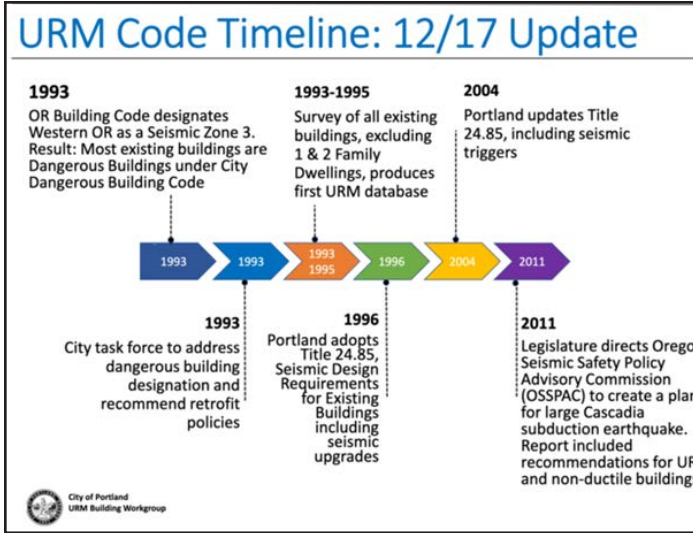 URM Code Timeline: 12/17 Update
1993
OR Building Code designates
Western OR as a Seismic Zone 3.
Result: Most existing buildings are
Dangerous Buildings under City
Dangerous Building Code
1993-1995
Survey of all existing
buildings, excluding
1 & 2 Family
Dwellings, produces
first URM database
2004
Portland updates Title
24.85, including seismic
triggers
1993
1993
1993
1995
1996
2004
2011
1993
City task force to address
dangerous building
designation and
recommend retrofit
policies
1996
Portland adopts
Title 24.85,
Seismic Design
Requirements
for Existing
Buildings
including
seismic
upgrades
2011
Legislature directs Orego
Seismic Safety Policy
Advisory Commission
(OSSPAC) to create a plan
for large Cascadia
subduction earthquake.
Report included
recommendations for UR
and non-ductile building
City of Portland
URM Building Workgroup